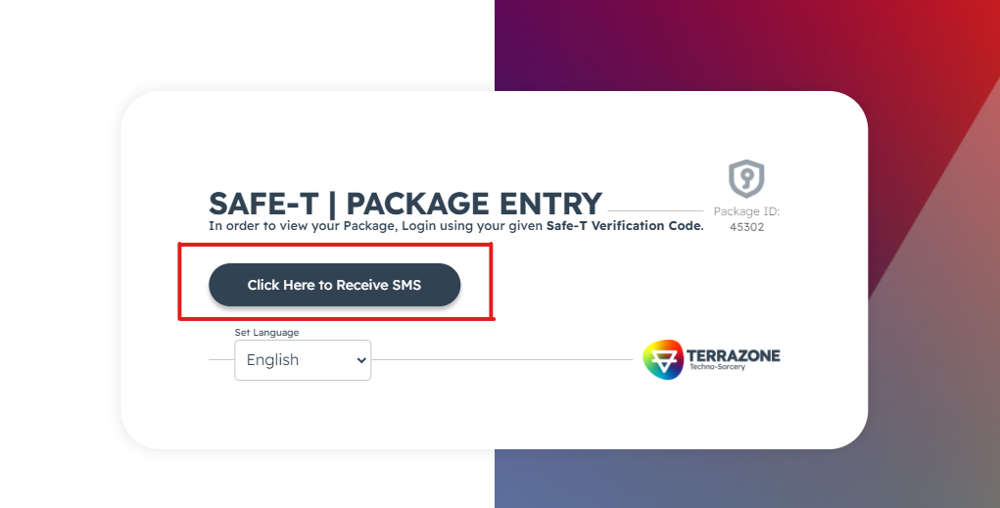 SAFE-T | PACKAGE ENTRY
In order to view your Package, Login using your given Safe-T Verification Code.
Package ID:
45302
Click Here to Receive SMS
Set Language
English
TERRAZONE
Techno-Sorcery